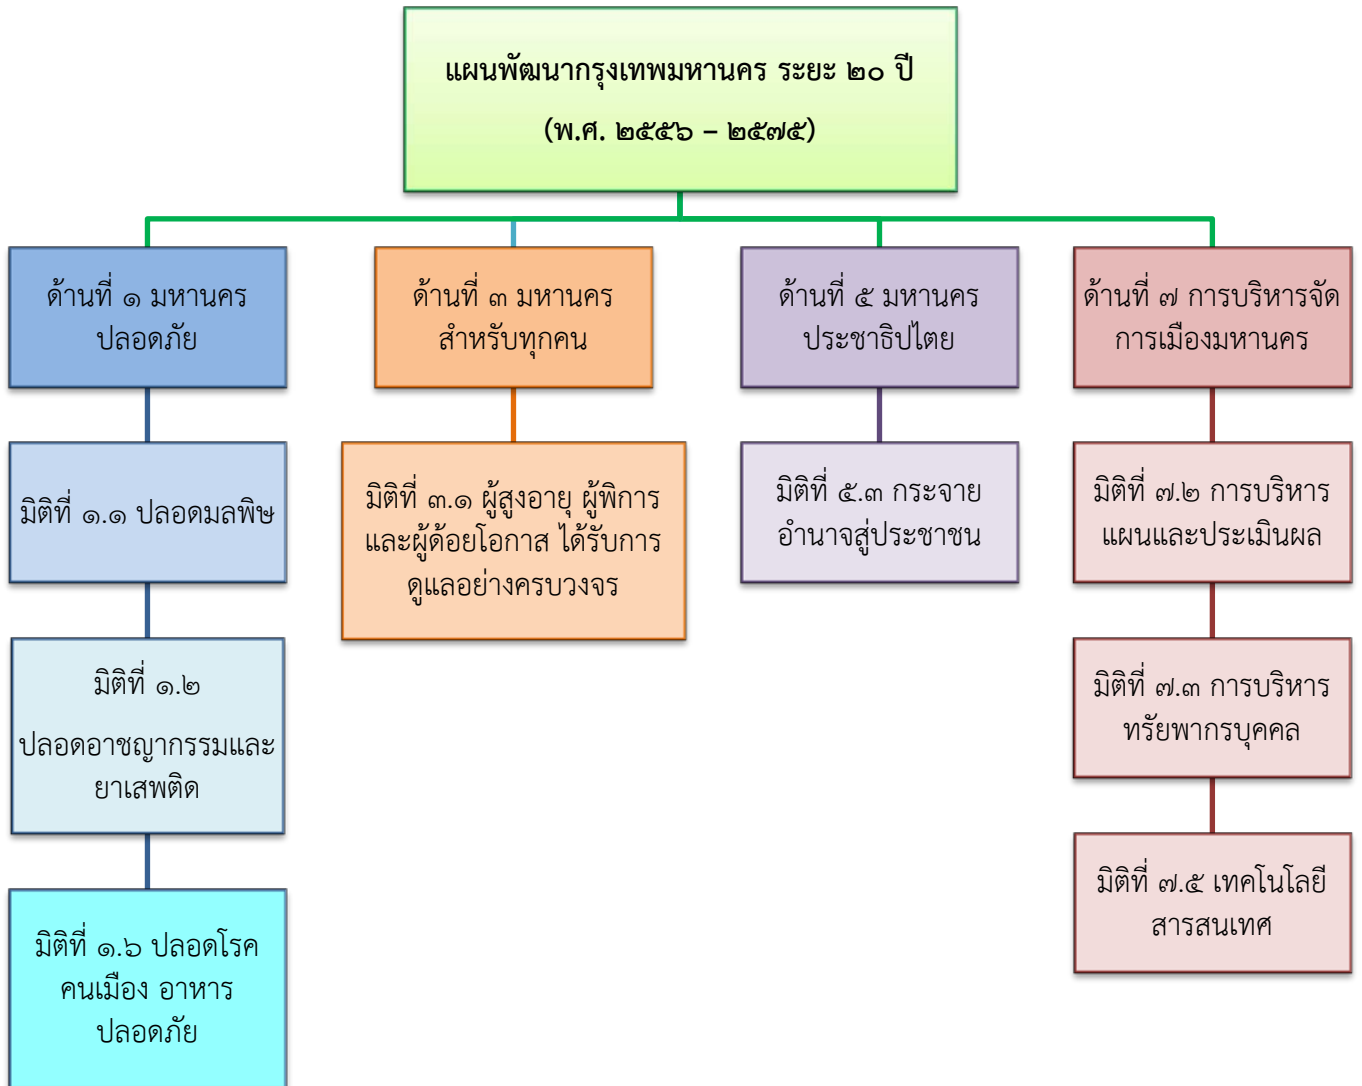 แผนพัฒนากรุงเทพมหานคร ระยะ ๒๐ ปี
(พ.ศ. ๒๕๕๖ – ๒๕๗๕)
ด้านที่ ๑ มหานคร
ปลอดภัย
ด้านที่ ๓ มหานคร
สำหรับทุกคน
ด้านที่ ๕ มหานคร
ประชาธิปไตย
ด้านที่ ๗ การบริหารจัด
การเมืองมหานคร
มิติที่ ๑.๑ ปลอดมลพิษ
มิติที่ ๓.๑ ผู้สูงอายุ ผู้พิการ
และผู้ด้อยโอกาส ได้รับการ
ดูแลอย่างครบวงจร
มิติที่ ๕.๓ กระจาย
อำนาจสู่ประชาชน
มิติที่ ๗.๒ การบริหาร
แผนและประเมินผล
มิติที่ ๑.๒
ปลอดอาชญากรรมและ
ยาเสพติด
มิติที่ ๗.๓ การบริหาร
ทรัยพากรบุคคล
มิติที่ ๑.๖ ปลอดโรค
คนเมือง อาหาร
ปลอดภัย
มิติที่ ๗.๕ เทคโนโลยี
สารสนเทศ